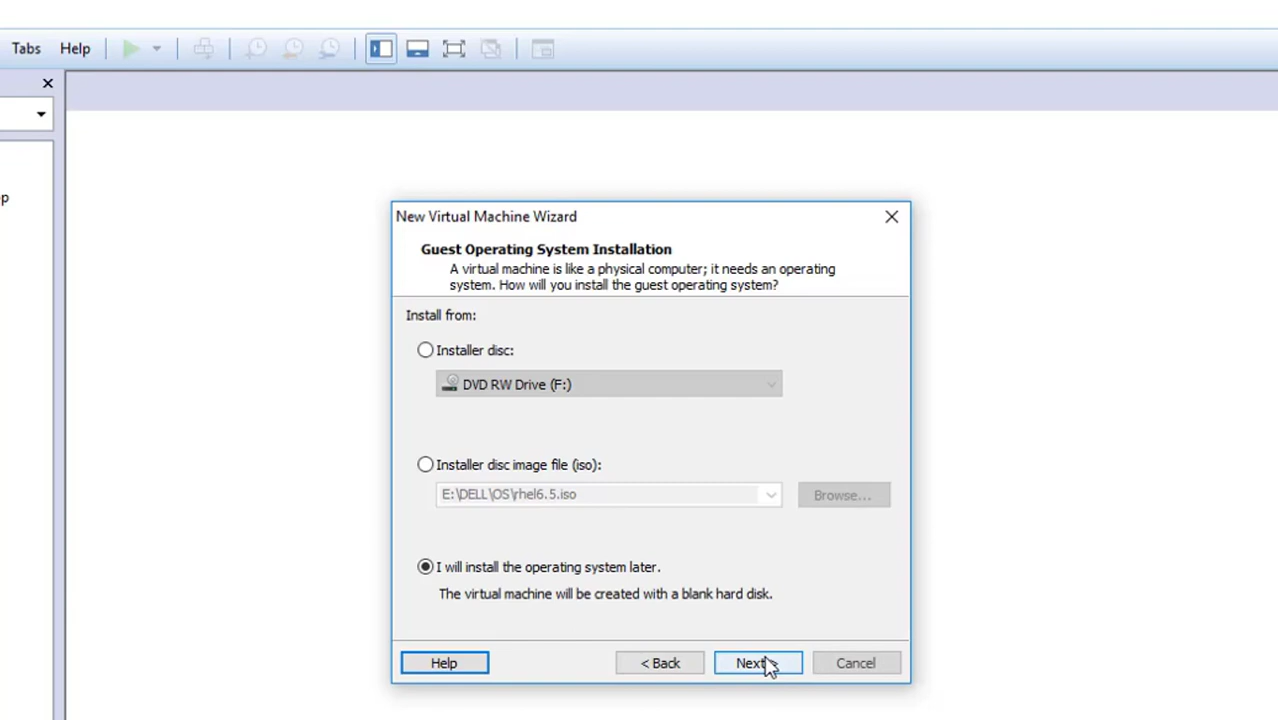 Tabs Help
p
New Virtual Machine Wizard
Guest Operating System Installation
A virtual machine is like a physical computer; it needs an operating
system. How will you install the guest operating system?
Install from:
Installer disc:
DVD RW Drive (F:)
Installer disc image file (iso):
E:\DELL\OS\rhel6.5.iso
Browse...
I will install the operating system later.
The virtual machine will be created with a blank hard disk.
Help
< Back
Next >
Cancel